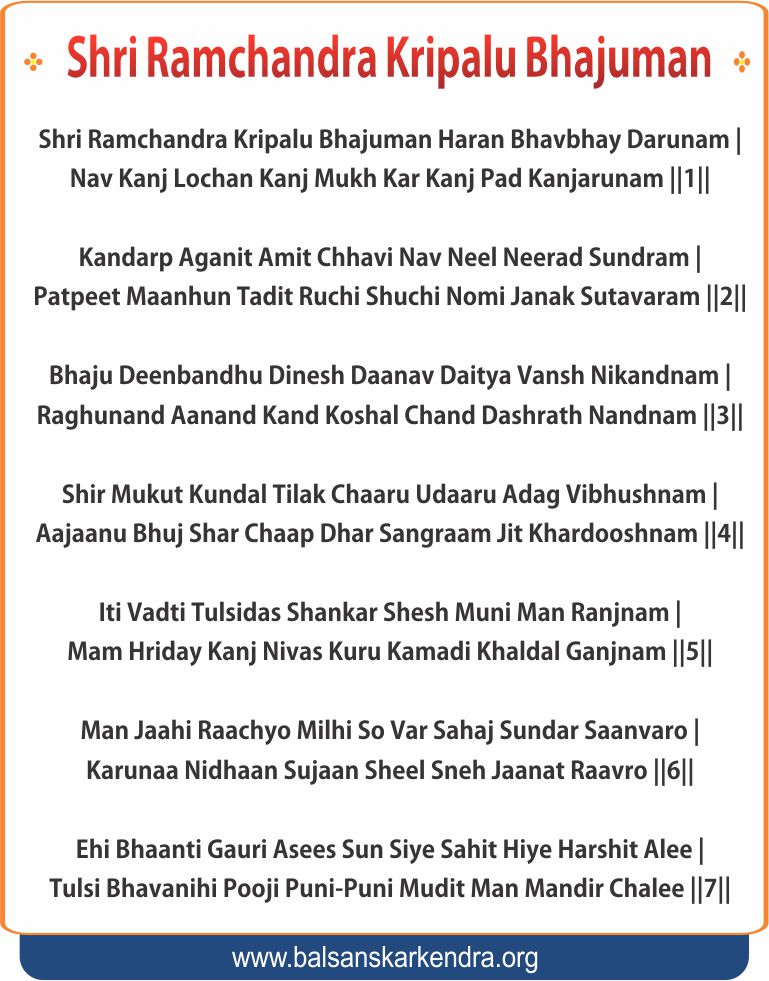 Shri Ramchandra Kripalu Bhajuman
Shri Ramchandra Kripalu Bhajuman Haran Bhavbhay Darunam |
Nav Kanj Lochan Kanj Mukh Kar Kanj Pad Kanjarunam ||1||
Kandarp Aganit Amit Chhavi Nav Neel Neerad Sundram |
Patpeet Maanhun Tadit Ruchi Shuchi Nomi Janak Sutavaram ||2||
Bhaju Deenbandhu Dinesh Daanav Daitya Vansh Nikandnam |
Raghunand Aanand Kand Koshal Chand Dashrath Nandnam ||3||
Shir Mukut Kundal Tilak Chaaru Udaaru Adag Vibhushnam |
Aajaanu Bhuj Shar Chaap Dhar Sangraam Jit Khardooshnam ||4||
Iti Vadti Tulsidas Shankar Shesh Muni Man Ranjnam |
Mam Hriday Kanj Nivas Kuru Kamadi Khaldal Ganjnam ||5||
Man Jaahi Raachyo Milhi So Var Sahaj Sundar Saanvaro |
Karunaa Nidhaan Sujaan Sheel Sneh Jaanat Raavro ||6||
Ehi Bhaanti Gauri Asees Sun Siye Sahit Hiye Harshit Alee |
Tulsi Bhavanihi Pooji Puni-Puni Mudit Man Mandir Chalee ||7||
www.balsanskarkendra.org